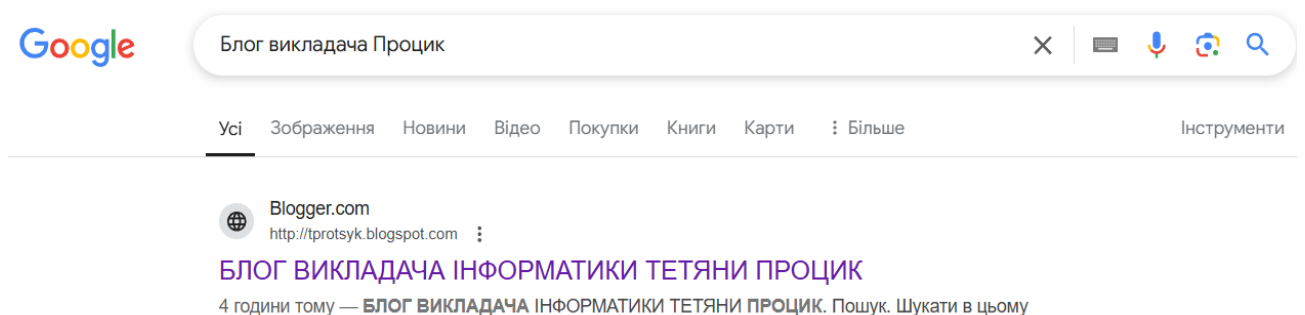 Google
Блог викладача Процик
Усі Зображення Новини Відео Покупки Книги Карти Більше Інструменти
Blogger.com
http://tprotsyk.blogspot.com
БЛОГ ВИКЛАДАЧА ІНФОРМАТИКИ ТЕТЯНИ ПРОЦИК
4 години тому — БЛОГ ВИКЛАДАЧА ІНФОРМАТИКИ ТЕТЯНИ ПРОЦИК. Пошук. Шукати в цьому